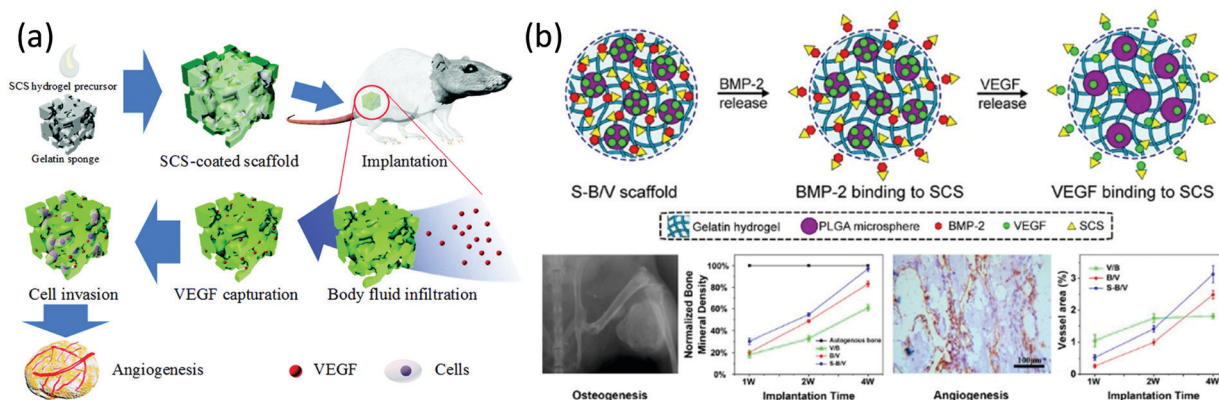 (a)
SCS hydrogel precursor
Gelatin sponge
SCS-coated scaffold
Implantation
Cell invasion
VEGF capturation
Body fluid infiltration
Angiogenesis
VEGF
Cells
(b)
BMP-2
release
VEGF
release
S-B/V scaffold
BMP-2 binding to SCS
VEGF binding to SCS
Gelatin hydrogel
PLGA microsphere
BMP-2
VEGF
SCS
Normalized Bone
Mineral Density
100%
80%
60%
40%
20%
Autogenous bone
V/B
B/V
S-B/V
1W
2W
4W
Implantation Time
Osteogenesis
100μm
Angiogenesis
Vessel area (%)
3
2
1
0
V/B
B/V
S-B/V
1W
2W
4W
Implantation Time